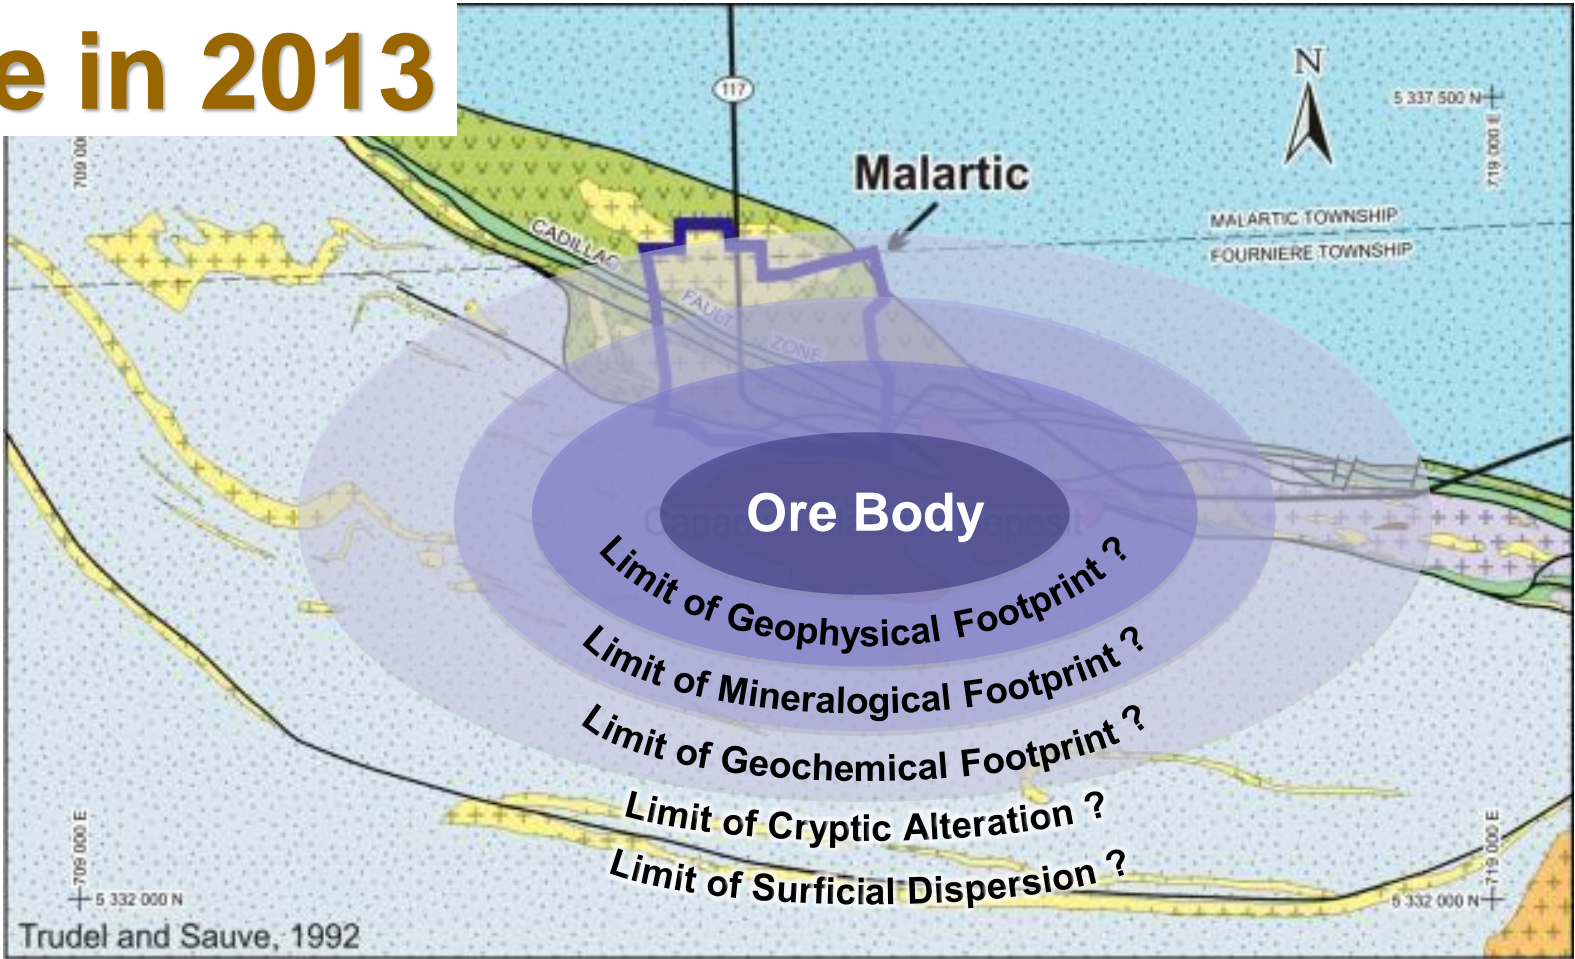 e in 2013
117
N
5 337 500 N
719 000 E
709 00
Malartic
MALARTIC TOWNSHIP
FOURNIERE TOWNSHIP
CADILLAC
FAULT
ZONE
Ore Body
Limit of Geophysical Footprint ?
Limit of Mineralogical Footprint ?
Limit of Geochemical Footprint ?
Limit of Cryptic Alteration ?
Limit of Surficial Dispersion ?
709 000 E
5 332 000 N
719 000 E
5 332 000 N
Trudel and Sauve, 1992